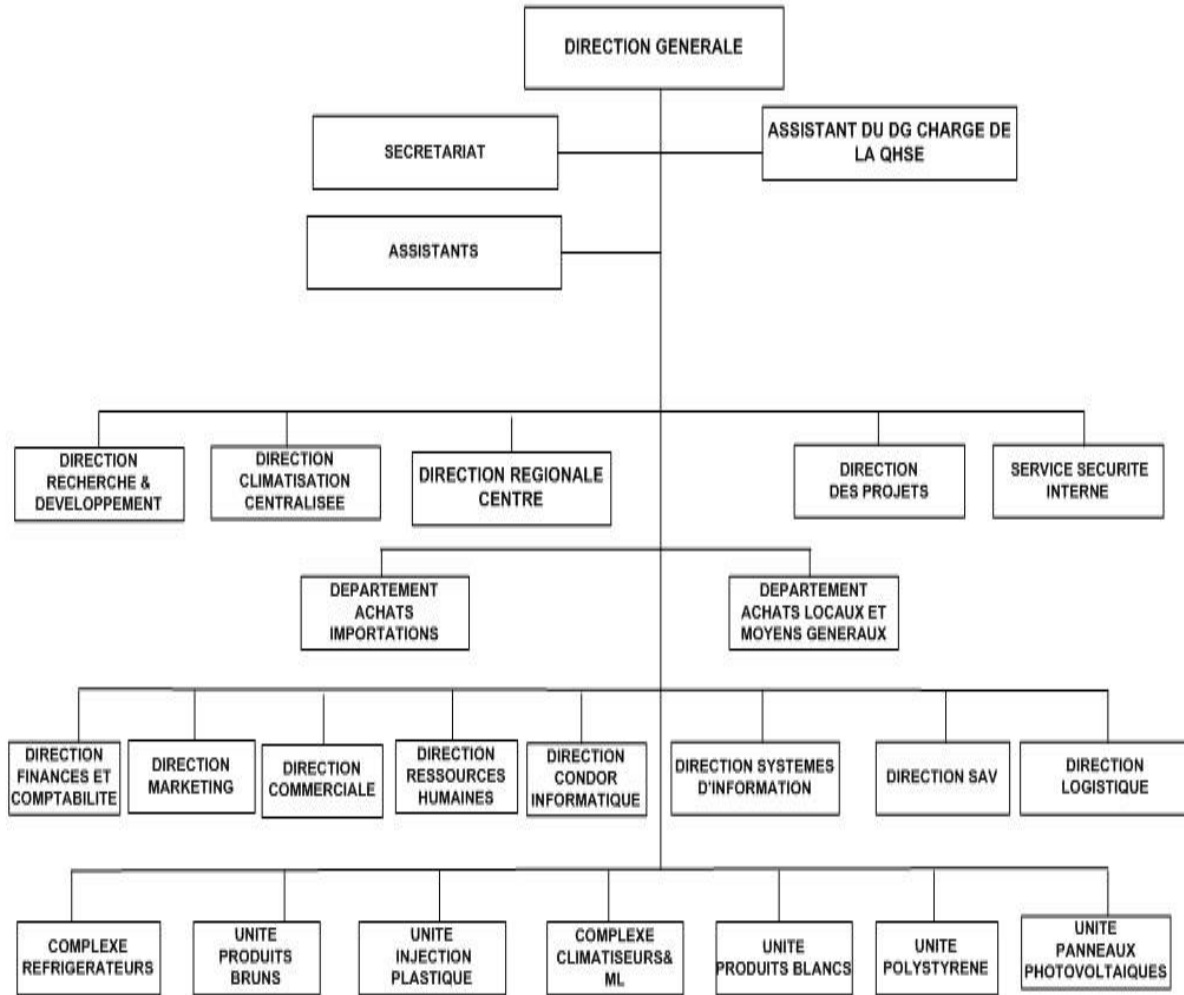 DIRECTION GENERALE
SECRETARIAT
ASSISTANT DU DG CHARGE DE
LA QHSE
ASSISTANTS
DIRECTION
RECHERCHE &
DEVELOPPEMENT
DIRECTION
CLIMATISATION
CENTRALISEE
DIRECTION REGIONALE
CENTRE
DIRECTION
DES PROJETS
SERVICE SECURITE
INTERNE
DEPARTEMENT
ACHATS
IMPORTATIONS
DEPARTEMENT
ACHATS LOCAUX ET
MOYENS GENERAUX
DIRECTION
FINANCES ET
COMPTABILITE
DIRECTION
MARKETING
DIRECTION
COMMERCIALE
DIRECTION
RESSOURCES
HUMAINES
DIRECTION
CONDOR
INFORMATIQUE
DIRECTION SYSTEMES
D'INFORMATION
DIRECTION SAV
DIRECTION
LOGISTIQUE
COMPLEXE
REFRIGERATEURS
UNITE
PRODUITS
BRUNS
UNITE
INJECTION
PLASTIQUE
COMPLEXE
CLIMATISEURS&
ML
UNITE
PRODUITS BLANCS
UNITE
POLYSTYRENE
UNITE
PANNEAUX
PHOTOVOLTAIQUES